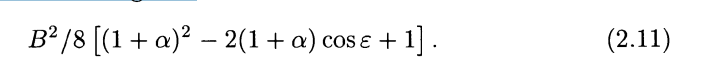 B²/8 [(1 + α)² − 2(1 + α) cos ε + 1] . (2.11)